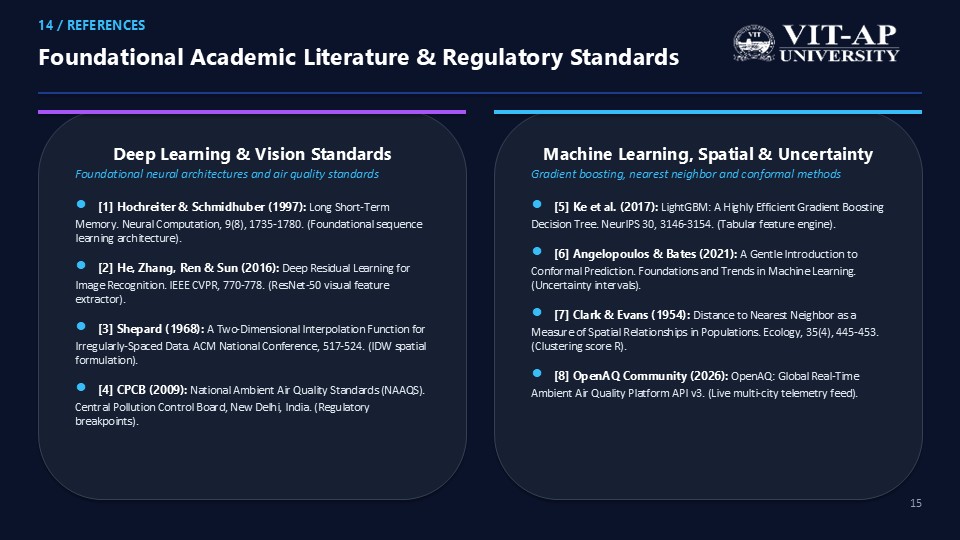 14 / REFERENCES
Foundational Academic Literature & Regulatory Standards
VIT
VIT-AP
UNIVERSITY
Deep Learning & Vision Standards
Foundational neural architectures and air quality standards
● [1] Hochreiter & Schmidhuber (1997): Long Short-Term
Memory. Neural Computation, 9(8), 1735-1780. (Foundational sequence
learning architecture).
● [2] He, Zhang, Ren & Sun (2016): Deep Residual Learning for
Image Recognition. IEEE CVPR, 770-778. (ResNet-50 visual feature
extractor).
● [3] Shepard (1968): A Two-Dimensional Interpolation Function for
Irregularly-Spaced Data. ACM National Conference, 517-524. (IDW spatial
formulation).
● [4] CPCB (2009): National Ambient Air Quality Standards (NAAQS).
Central Pollution Control Board, New Delhi, India. (Regulatory
breakpoints).
Machine Learning, Spatial & Uncertainty
Gradient boosting, nearest neighbor and conformal methods
● [5] Ke et al. (2017): LightGBM: A Highly Efficient Gradient Boosting
Decision Tree. NeurIPS 30, 3146-3154. (Tabular feature engine).
● [6] Angelopoulos & Bates (2021): A Gentle Introduction to
Conformal Prediction. Foundations and Trends in Machine Learning.
(Uncertainty intervals).
● [7] Clark & Evans (1954): Distance to Nearest Neighbor as a
Measure of Spatial Relationships in Populations. Ecology, 35(4), 445-453.
(Clustering score R).
● [8] OpenAQ Community (2026): OpenAQ: Global Real-Time
Ambient Air Quality Platform API v3. (Live multi-city telemetry feed).
15